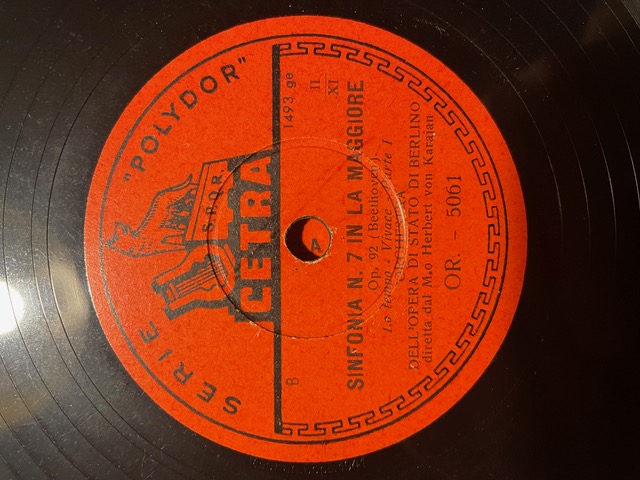 SERIE "POLYDOR"
S.P.Q.R.
CETRA
B
1493 ge
II
XI
SINFONIA N. 7 IN LA MAGGIORE
Op. 92 (Beethoven)
1.o tempo - Vivace - Parte I
DELL'OPERA DI STATO DI BERLINO
diretta dal M.o Herbert von Karajan
OR. - 5061